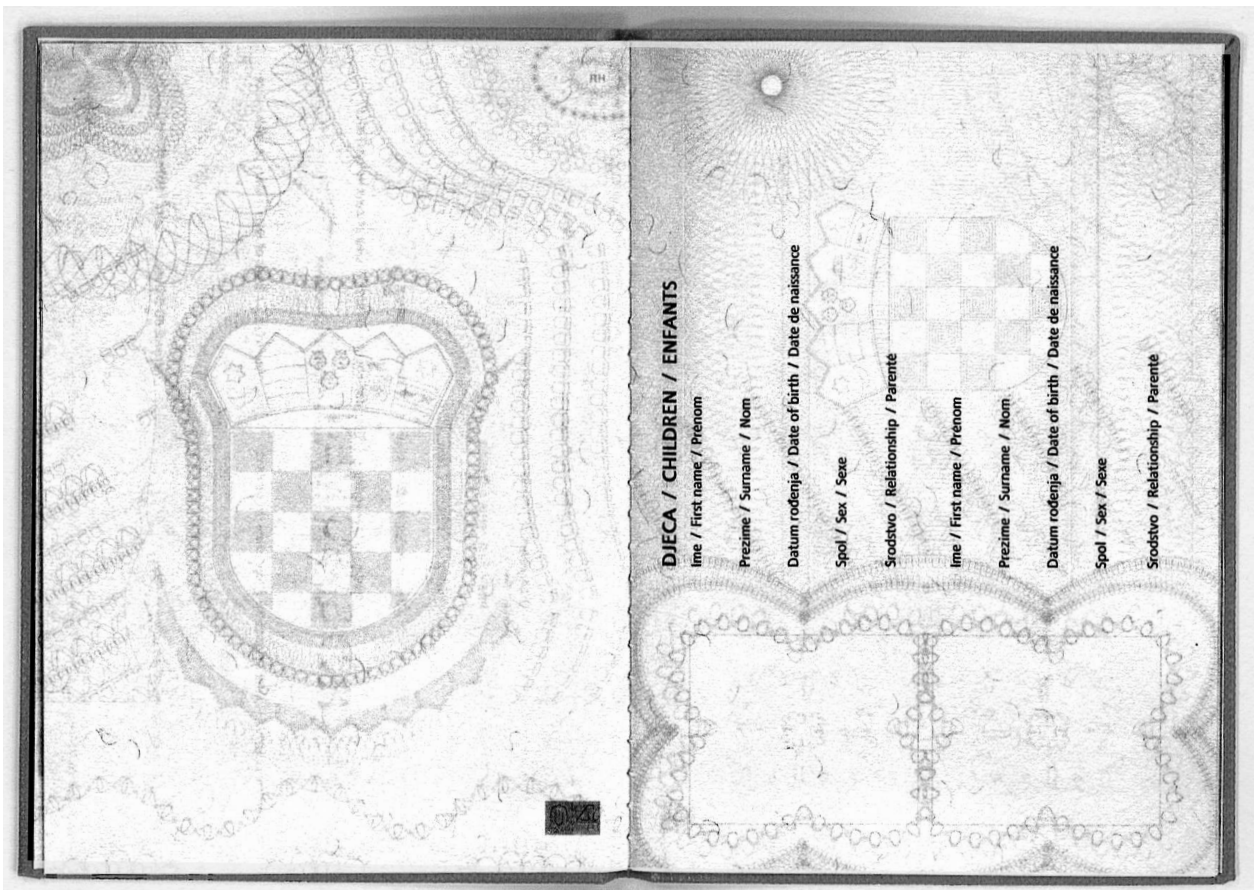 RH
DJECA / CHILDREN / ENFANTS
Ime / First name / Prénom
Prezime / Surname / Nom
Datum rođenja / Date of birth / Date de naissance
Spol / Sex / Sexe
Srodstvo / Relationship / Parenté
Ime / First name / Prénom
Prezime / Surname / Nom
Datum rođenja / Date of birth / Date de naissance
Spol / Sex / Sexe
Srodstvo / Relationship / Parenté